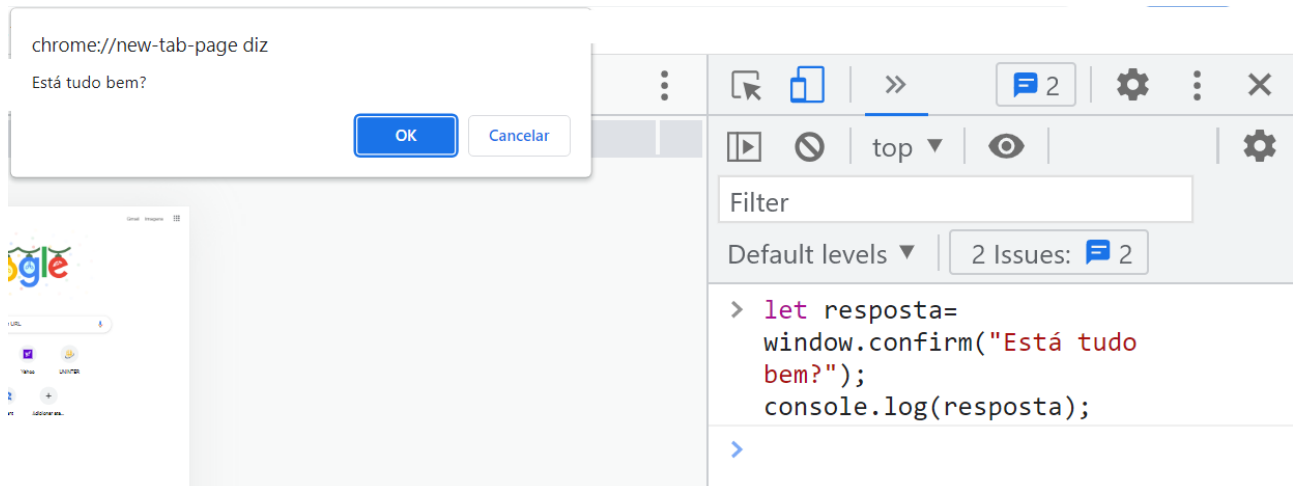 chrome://new-tab-page diz
Está tudo bem?
OK
Cancelar
Gmail Imagens
URL
UNINTER
2
top ▼
Filter
Default levels ▼
2 Issues: 2
> let resposta=
window.confirm("Está tudo
bem?");
console.log(resposta);
>